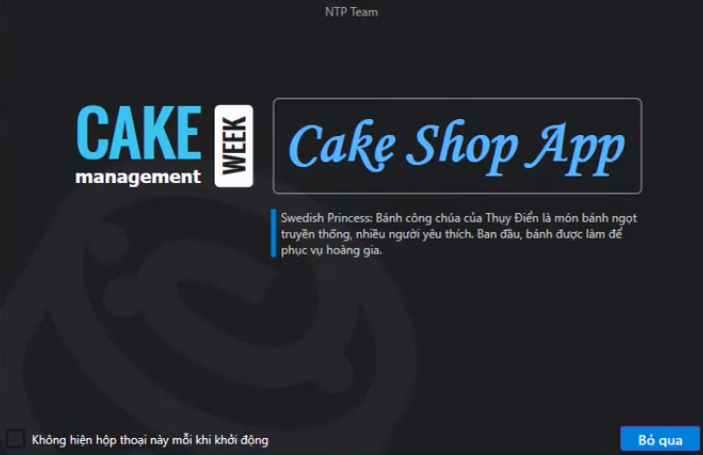 NTP Team
CAKE
management
WEEK
Cake Shop App
Swedish Princess: Bánh công chúa của Thụy Điển là món bánh ngọt
truyền thống, nhiều người yêu thích. Ban đầu, bánh được làm để
phục vụ hoàng gia.
Không hiện hộp thoại này mỗi khi khởi động
Bỏ qua